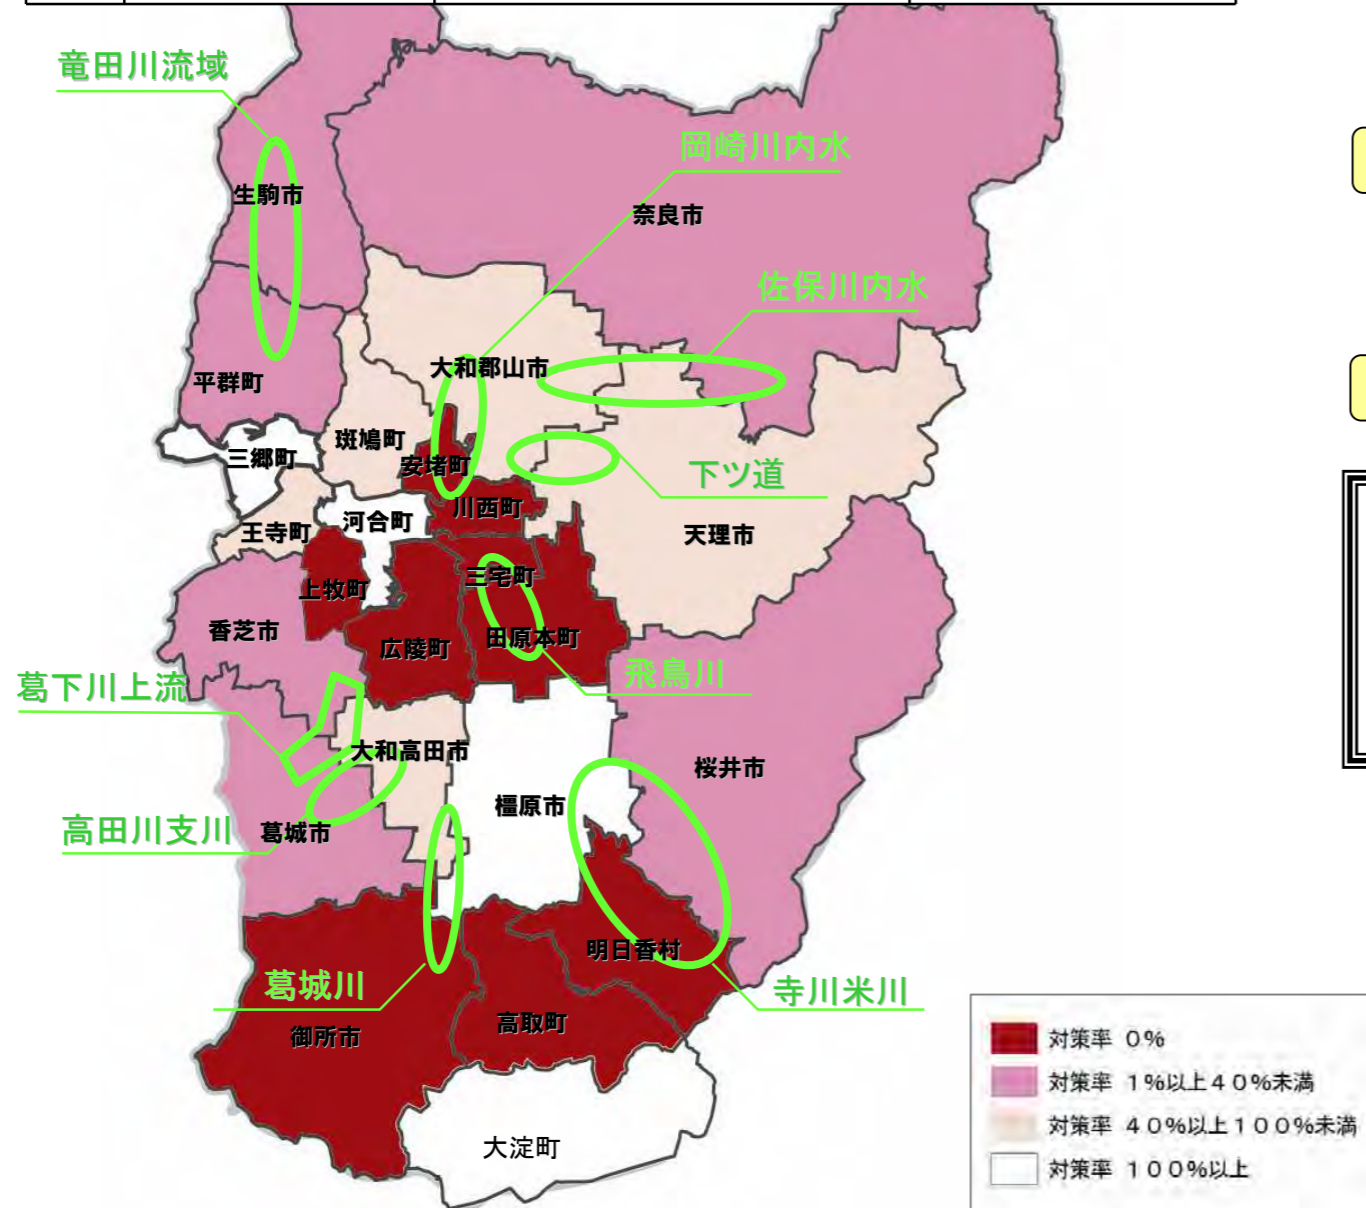 竜田川流域
岡崎川内水
生駒市
奈良市
佐保川内水
大和郡山市
平群町
斑鳩町
三郷町
安堵町
下ツ道
川西町
河合町
王寺町
天理市
三宅町
上牧町
香芝市
田原本町
広陵町
飛鳥川
葛下川上流
大和高田市
桜井市
橿原市
高田川支川
葛城市
明日香村
葛城川
寺川米川
高取町
御所市
大淀町
対策率 ０％
対策率 １％以上４０％未満
対策率 ４０％以上１００％未満
対策率 １００％以上